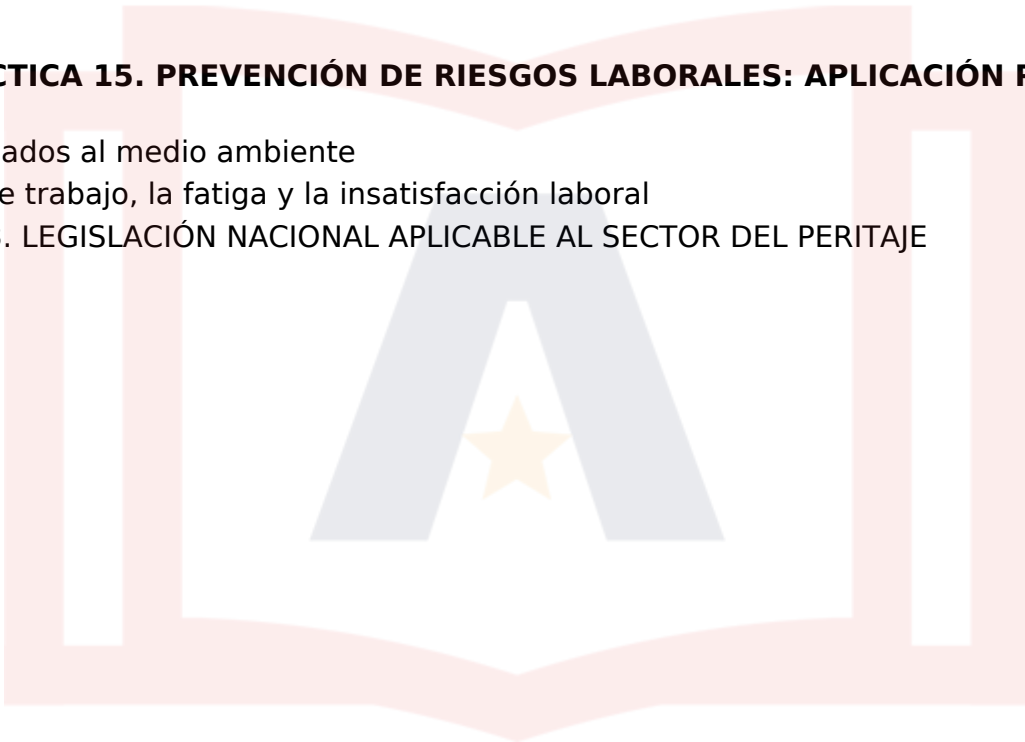 CTICA 15. PREVENCIÓN DE RIESGOS LABORALES: APLICACIÓN
ados al medio ambiente
e trabajo, la fatiga y la insatisfacción laboral
. LEGISLACIÓN NACIONAL APLICABLE AL SECTOR DEL PERITAJE